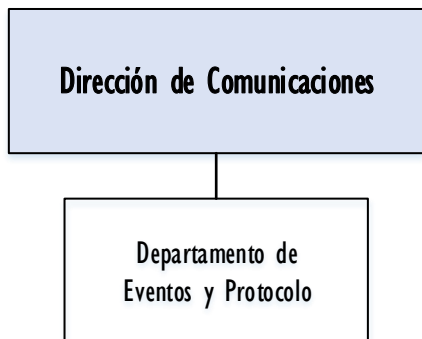 Dirección de Comunicaciones
Departamento de
Eventos y Protocolo